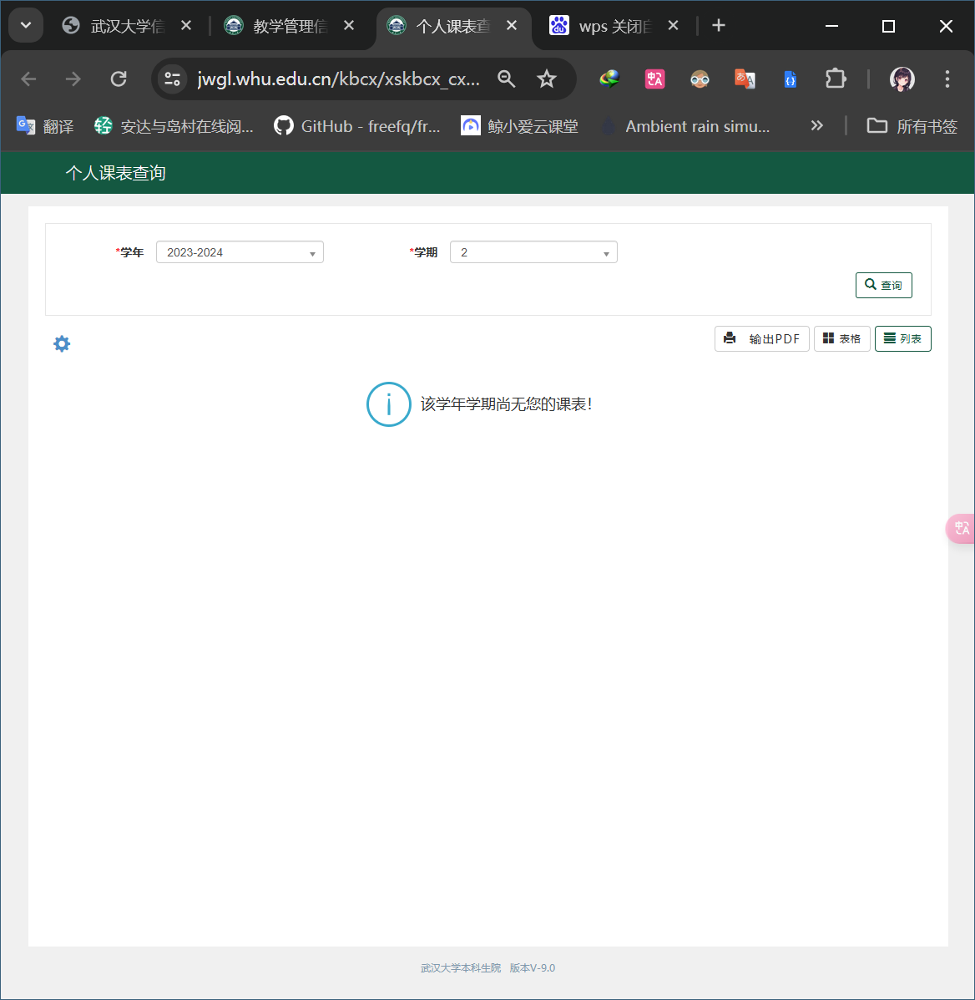 武汉大学信
教学管理信
个人课表查
wps 关闭自
jwgl.whu.edu.cn/kbcx/xskbcx_cx...
翻译
安达与岛村在线阅...
GitHub - freefq/fr...
鲸小爱云课堂
Ambient rain simu...
所有书签
个人课表查询
*学年 2023-2024
*学期 2
查询
输出PDF
表格
列表
该学年学期尚无您的课表!
武汉大学本科生院 版本V-9.0